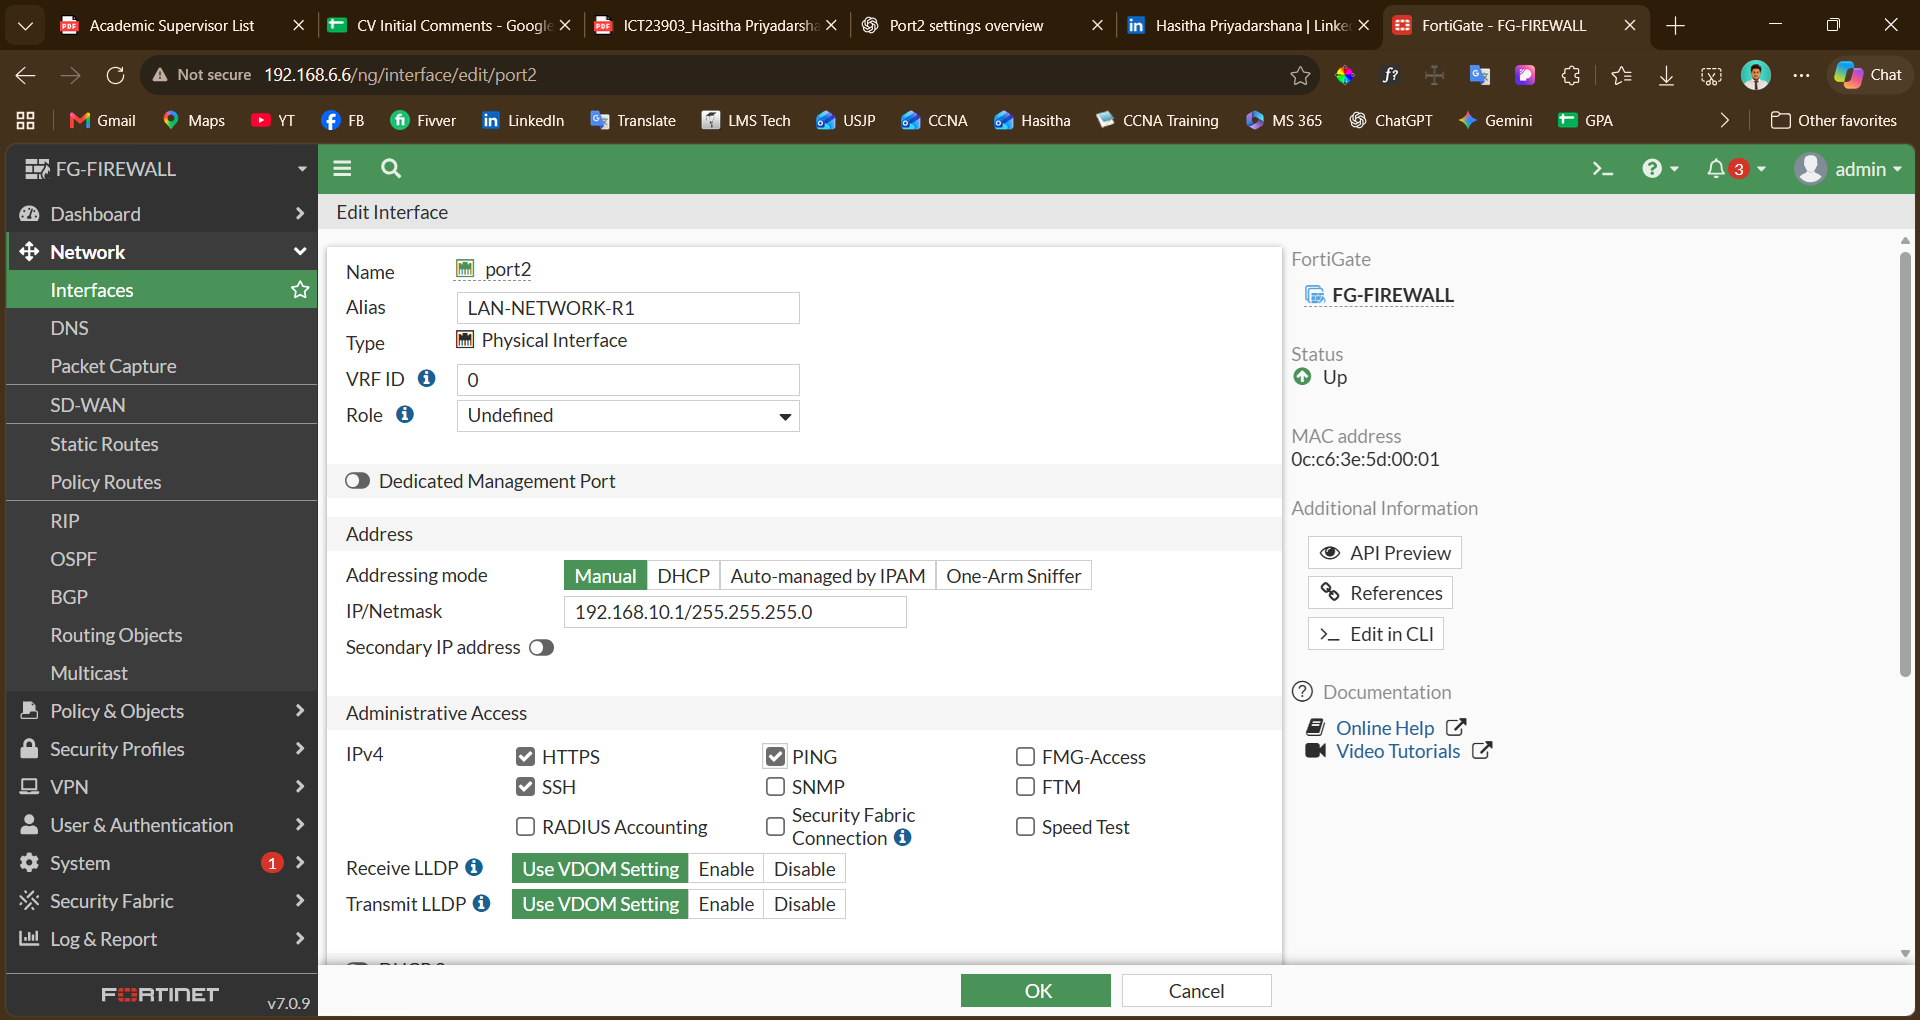 Academic Supervisor List
CV Initial Comments - Google
ICT23903_Hasitha Priyadarsha
Port2 settings overview
Hasitha Priyadarshana | Linke
FortiGate - FG-FIREWALL
Not secure 192.168.6.6/ng/interface/edit/port2
Chat
Gmail Maps YT FB Fivver LinkedIn Translate LMS Tech USJP CCNA Hasitha CCNA Training MS 365 ChatGPT Gemini GPA Other favorites
FG-FIREWALL
3 admin
Dashboard
Network
Interfaces
DNS
Packet Capture
SD-WAN
Static Routes
Policy Routes
RIP
OSPF
BGP
Routing Objects
Multicast
Policy & Objects
Security Profiles
VPN
User & Authentication
System 1
Security Fabric
Log & Report
FORTINET v7.0.9
Edit Interface
Name port2
Alias LAN-NETWORK-R1
Type Physical Interface
VRF ID 0
Role Undefined
Dedicated Management Port
Address
Addressing mode Manual DHCP Auto-managed by IPAM One-Arm Sniffer
IP/Netmask 192.168.10.1/255.255.255.0
Secondary IP address
Administrative Access
IPv4 HTTPS PING FMG-Access
SSH SNMP FTM
RADIUS Accounting Security Fabric Connection Speed Test
Receive LLDP Use VDOM Setting Enable Disable
Transmit LLDP Use VDOM Setting Enable Disable
OK Cancel
FortiGate
FG-FIREWALL
Status
Up
MAC address
0c:c6:3e:5d:00:01
Additional Information
API Preview
References
Edit in CLI
Documentation
Online Help
Video Tutorials